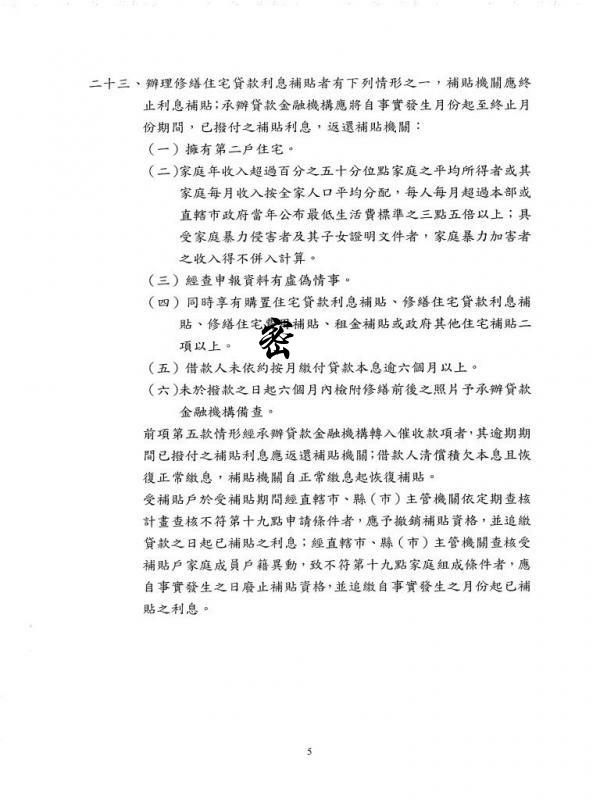 二十三、辦理修繕住宅貸款利息補貼者有下列情形之一，補貼機關應終
止利息補貼；承辦貸款金融機構應將自事實發生月份起至終止月
份期間，已撥付之補貼利息，返還補貼機關：
（一）擁有第二戶住宅。
（二）家庭年收入超過百分之五十分位點家庭之平均所得者或其
家庭每月收入按全家人口平均分配，每人每月超過本部或
直轄市政府當年公布最低生活費標準之三點五倍以上；具
受家庭暴力侵害者及其子女證明文件者，家庭暴力加害者
之收入得不併入計算。
（三）經查申報資料有虛偽情事。
（四）同時享有購置住宅貸款利息補貼、修繕住宅貸款利息補
貼、修繕住宅費用補貼、租金補貼或政府其他住宅補貼二
項以上。
密
（五）借款人未依約按月繳付貸款本息逾六個月以上。
（六）未於撥款之日起六個月內檢附修繕前後之照片予承辦貸款
金融機構備查。
前項第五款情形經承辦貸款金融機構轉入催收款項者，其逾期期
間已撥付之補貼利息應返還補貼機關；借款人清償積欠本息且恢
復正常繳息，補貼機關自正常繳息起恢復補貼。
受補貼戶於受補貼期間經直轄市、縣（市）主管機關依定期查核
計畫查核不符第十九點申請條件者，應予撤銷補貼資格，並追繳
貸款之日起已補貼之利息；經直轄市、縣（市）主管機關查核受
補貼戶家庭成員戶籍異動，致不符第十九點家庭組成條件者，應
自事實發生之日廢止補貼資格，並追繳自事實發生之月份起已補
貼之利息。
5